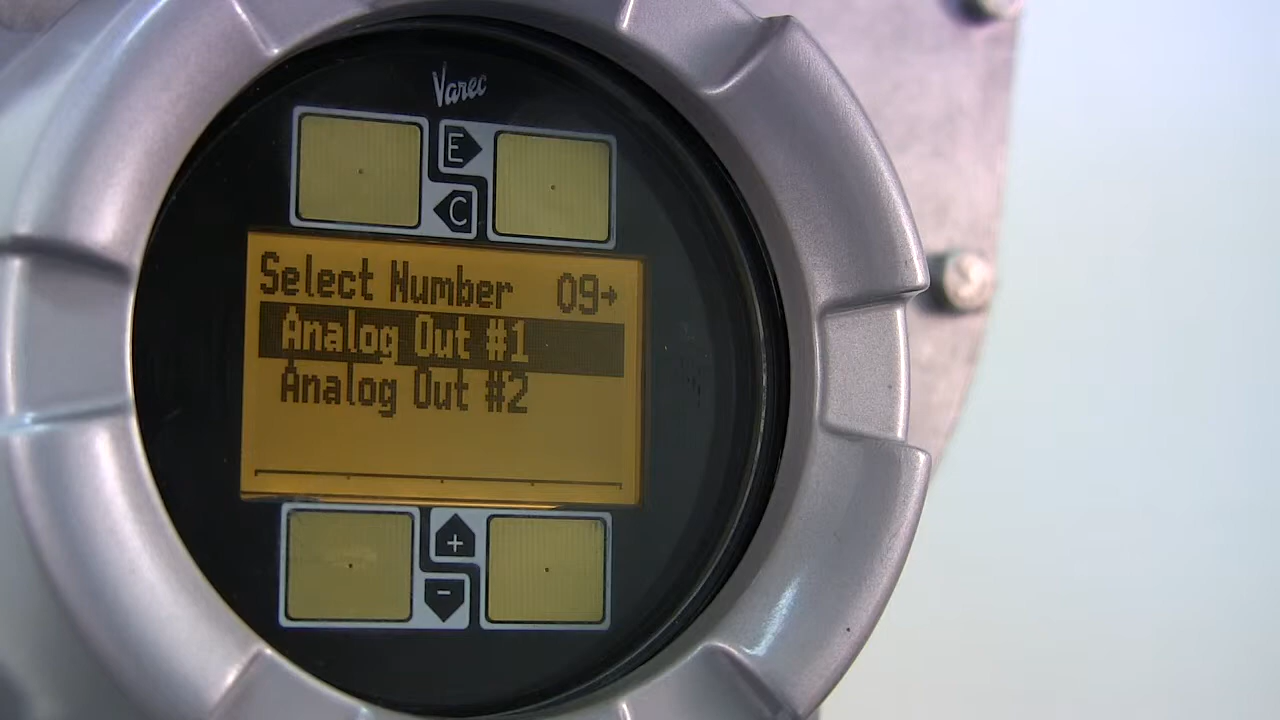 Varec
E
C
Select Number 09→
Analog Out #1
Analog Out #2
+
-